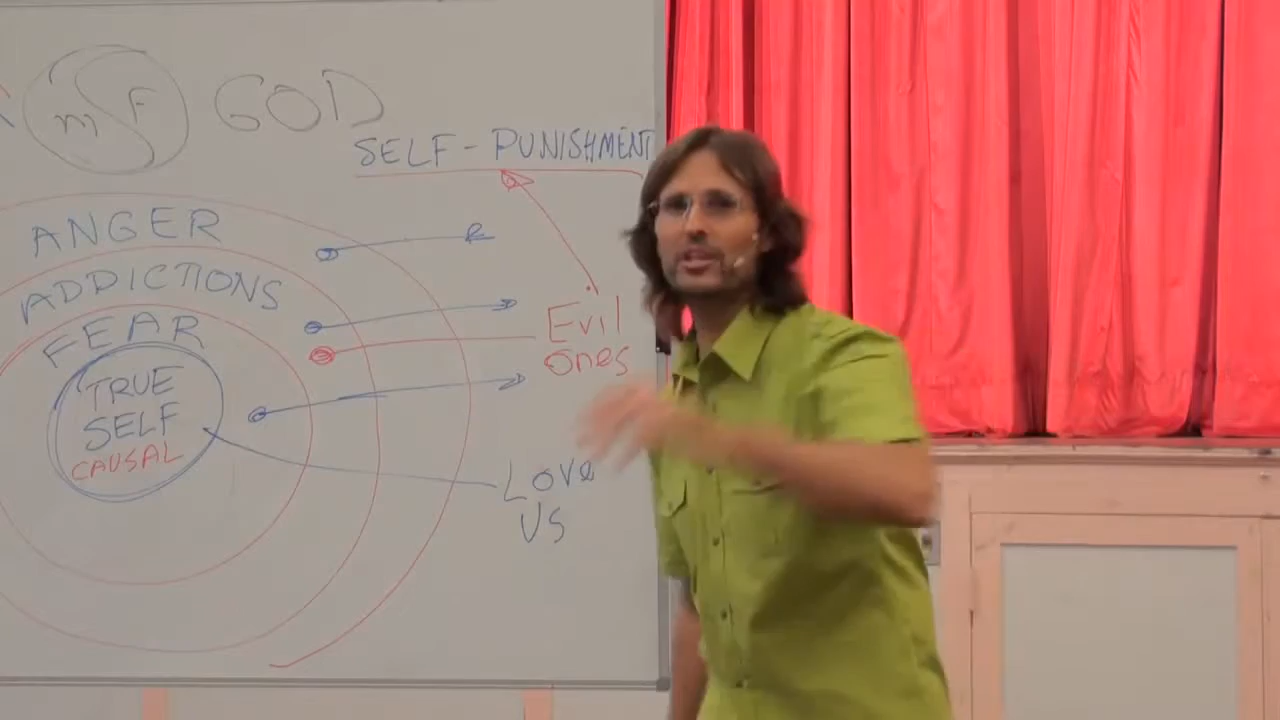 m F GOD
SELF - PUNISHMENT
ANGER
ADDICTIONS
FEAR
TRUE
SELF
CAUSAL
Evil
Ones
Love
Us